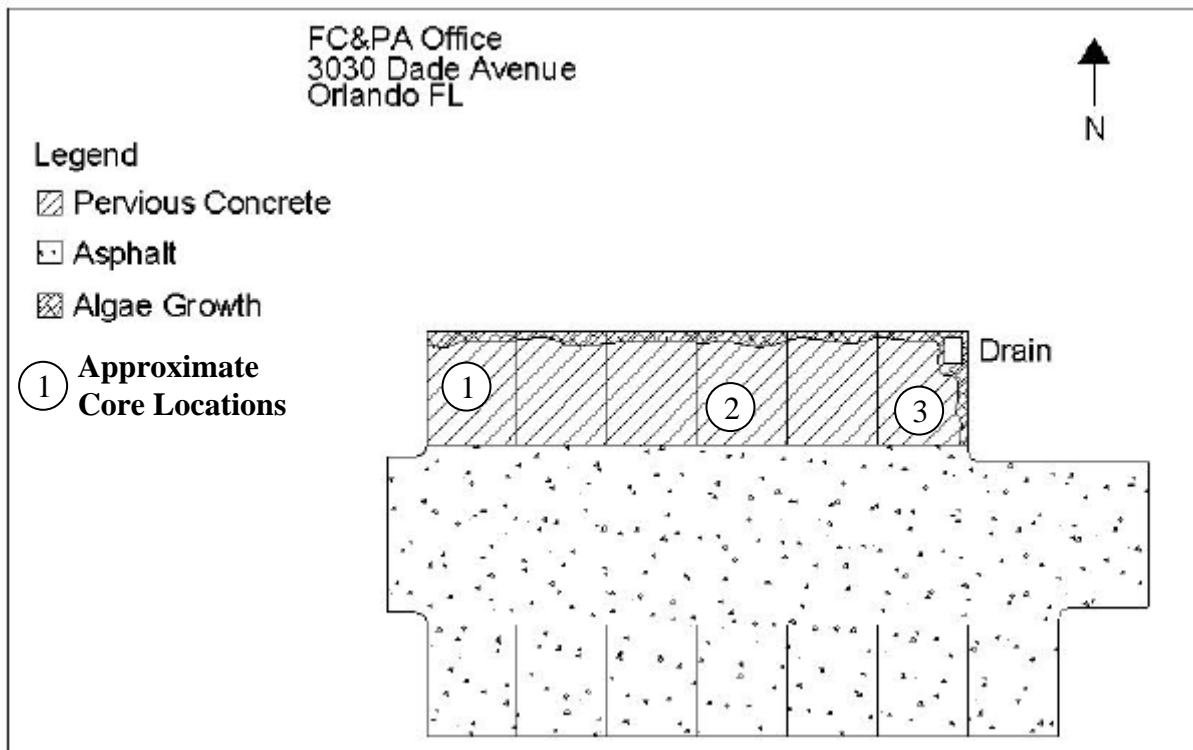 FC&PA Office
3030 Dade Avenue
Orlando FL
N
Legend
Pervious Concrete
Asphalt
Algae Growth
1 Approximate
Core Locations
Drain
1
2
3